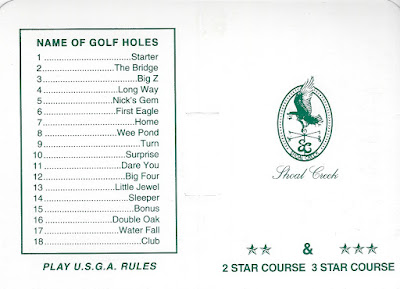 NAME OF GOLF HOLES
1 ..............................Starter
2 ........................The Bridge
3 ................................Big Z
4 .........................Long Way
5 ......................Nick's Gem
6 ......................First Eagle
7 ...............................Home
8 ......................Wee Pond
9 ................................Turn
10 .........................Surprise
11 ........................Dare You
12 .........................Big Four
13 .....................Little Jewel
14 ..........................Sleeper
15 ............................Bonus
16 ....................Double Oak
17 .......................Water Fall
18 ..............................Club
PLAY U.S.G.A. RULES
Shoal Creek
&
2 STAR COURSE 3 STAR COURSE